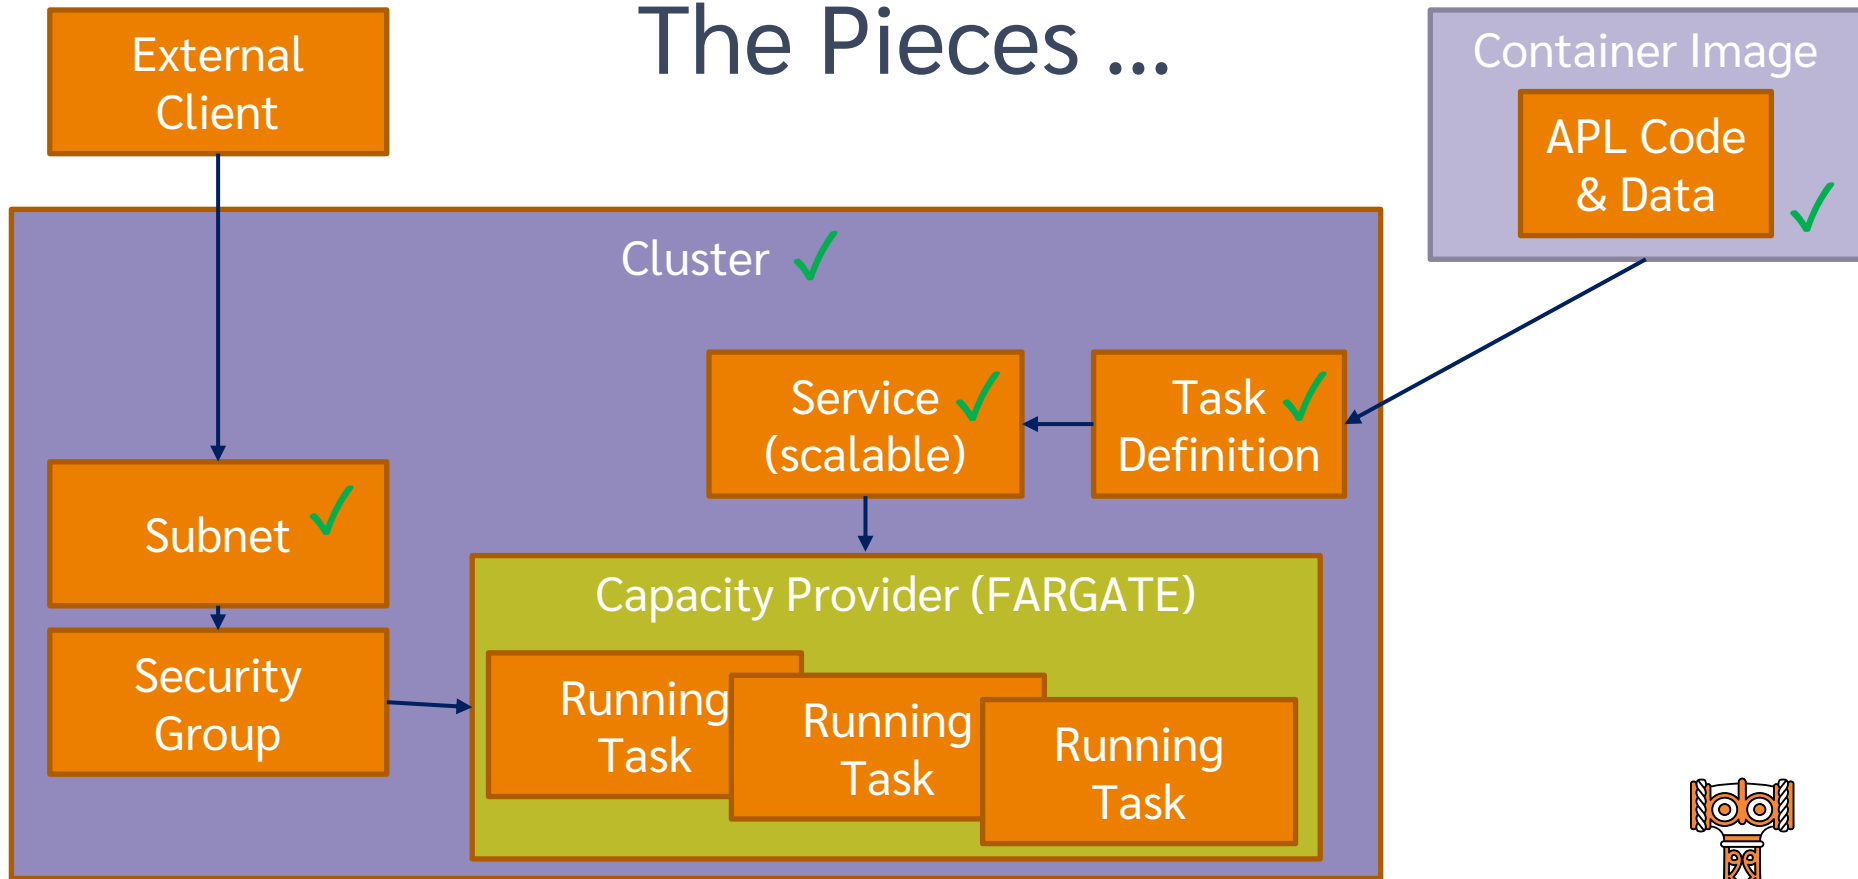 The Pieces ...
External
Client
Container Image
APL Code
& Data
Cluster
Service
(scalable)
Task
Definition
Subnet
Security
Group
Capacity Provider (FARGATE)
Running
Task
Running
Task
Running
Task